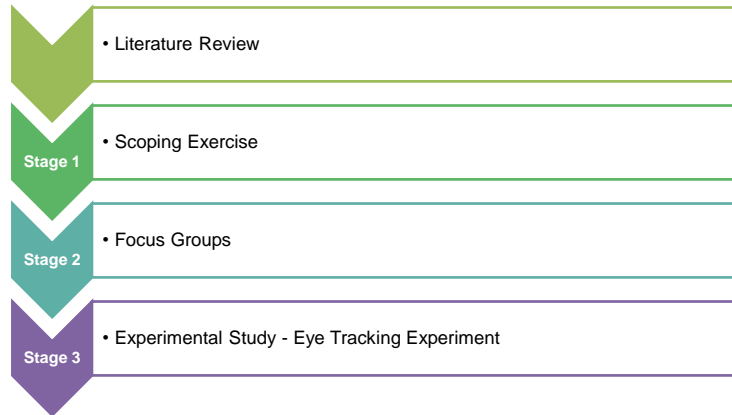 • Literature Review
Stage 1
• Scoping Exercise
Stage 2
• Focus Groups
Stage 3
• Experimental Study - Eye Tracking Experiment